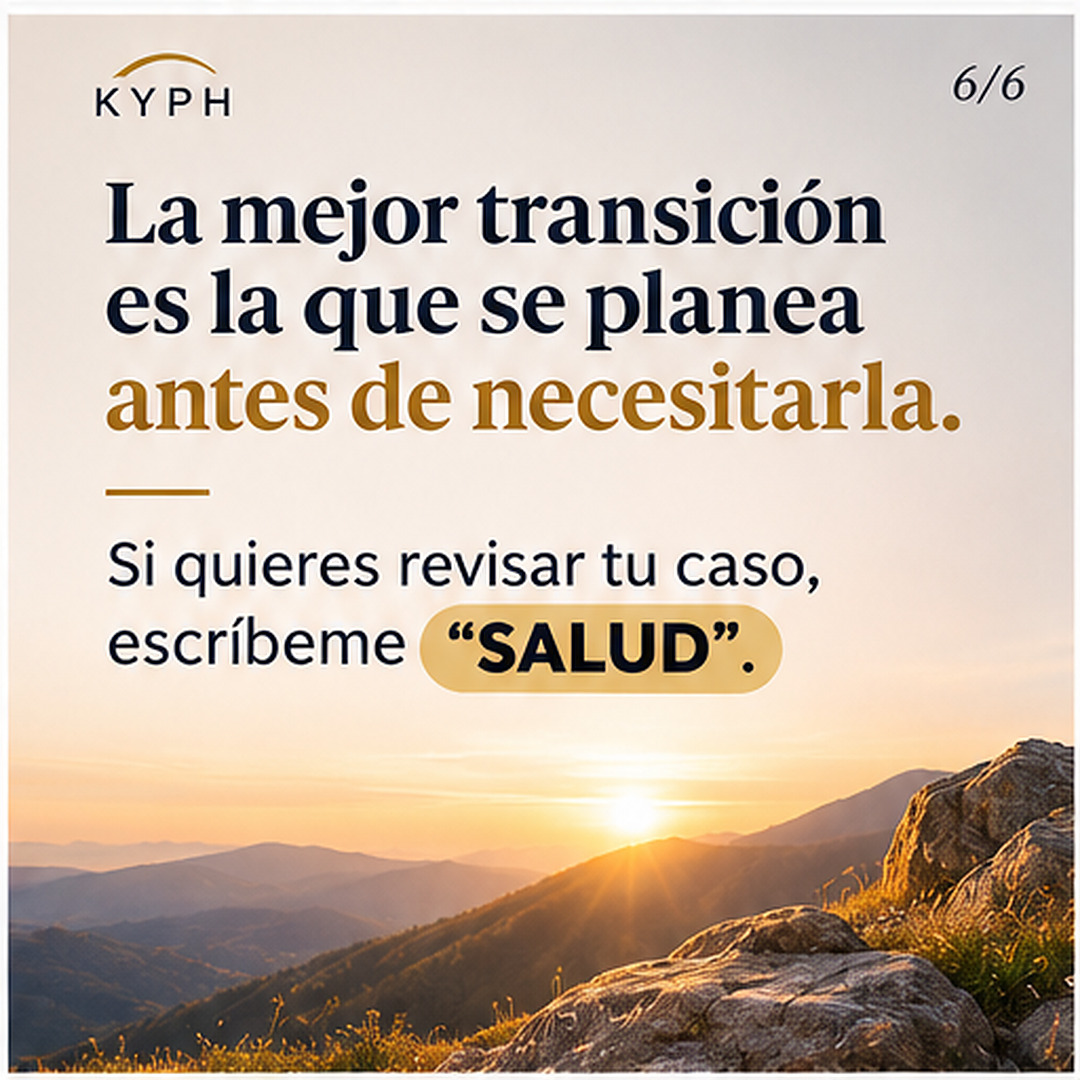 KYPH
6/6
La mejor transición
es la que se planea
antes de necesitarla.
Si quieres revisar tu caso,
escríbeme “SALUD”.